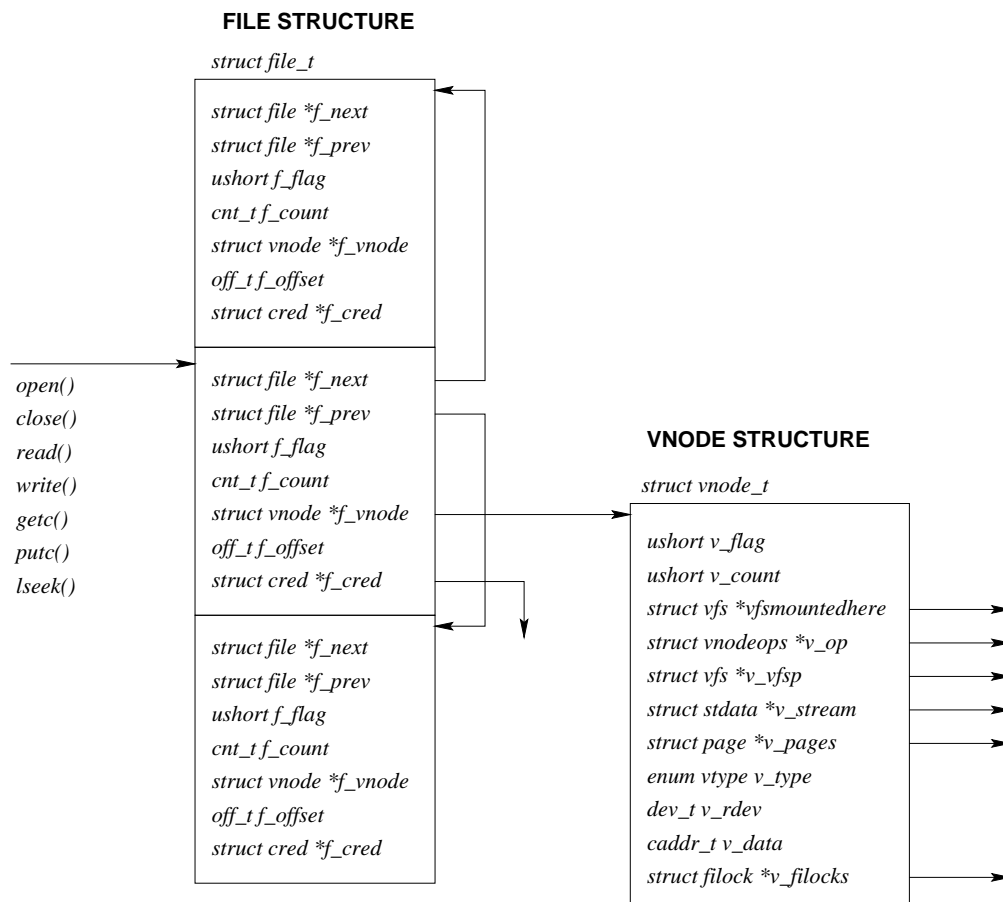 FILE STRUCTURE
struct file_t
struct file *f_next
struct file *f_prev
ushort f_flag
cnt_t f_count
struct vnode *f_vnode
off_t f_offset
struct cred *f_cred
open()
close()
read()
write()
getc()
putc()
lseek()
struct file *f_next
struct file *f_prev
ushort f_flag
cnt_t f_count
struct vnode *f_vnode
off_t f_offset
struct cred *f_cred
struct file *f_next
struct file *f_prev
ushort f_flag
cnt_t f_count
struct vnode *f_vnode
off_t f_offset
struct cred *f_cred
VNODE STRUCTURE
struct vnode_t
ushort v_flag
ushort v_count
struct vfs *vfsmountedhere
struct vnodeops *v_op
struct vfs *v_vfsp
struct stdata *v_stream
struct page *v_pages
enum vtype v_type
dev_t v_rdev
caddr_t v_data
struct filock *v_filocks